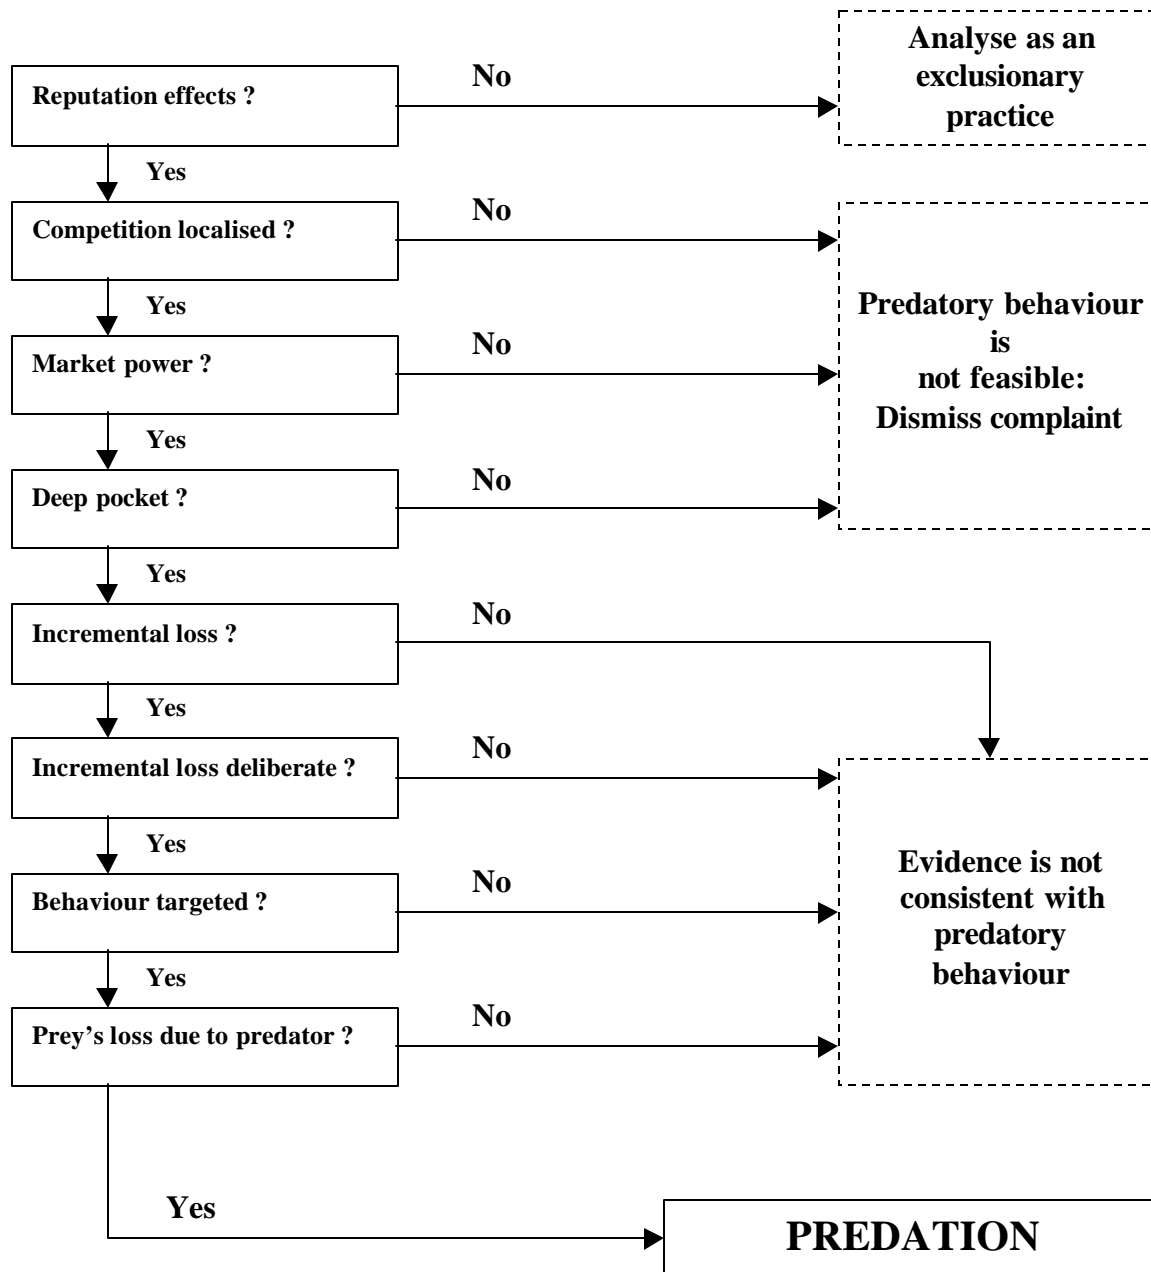 Reputation effects ?
No
Analyse as an
exclusionary
practice
Yes
Competition localised ?
No
Yes
Market power ?
No
Predatory behaviour
is
not feasible:
Dismiss complaint
Yes
Deep pocket ?
No
Yes
Incremental loss ?
No
Yes
Incremental loss deliberate ?
No
Yes
Behaviour targeted ?
No
Evidence is not
consistent with
predatory
behaviour
Yes
Prey’s loss due to predator ?
No
Yes
PREDATION